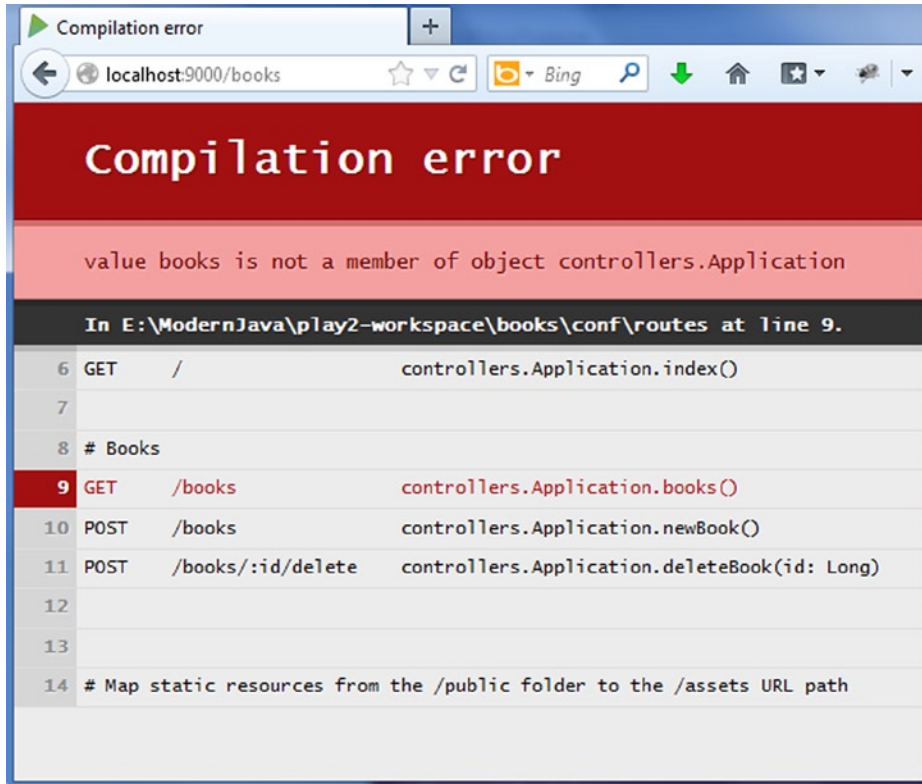 Compilation error
localhost:9000/books
Bing
Compilation error
value books is not a member of object controllers.Application
In E:\ModernJava\play2-workspace\books\conf\routes at line 9.
6 GET / controllers.Application.index()
7
8 # Books
9 GET /books controllers.Application.books()
10 POST /books controllers.Application.newBook()
11 POST /books/:id/delete controllers.Application.deleteBook(id: Long)
12
13
14 # Map static resources from the /public folder to the /assets URL path